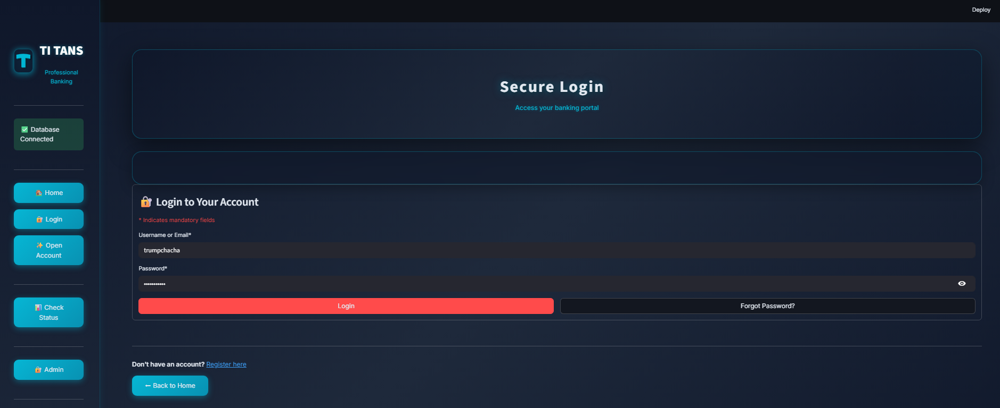 Deploy
T
TI TANS
Professional
Banking
✅ Database
Connected
🏠 Home
🔐 Login
✨ Open
Account
📊 Check
Status
🔐 Admin
Secure Login
Access your banking portal
🔐 Login to Your Account
* Indicates mandatory fields
Username or Email*
trumpchacha
Password*
•••••••••••
Login
Forgot Password?
Don't have an account? Register here
← Back to Home